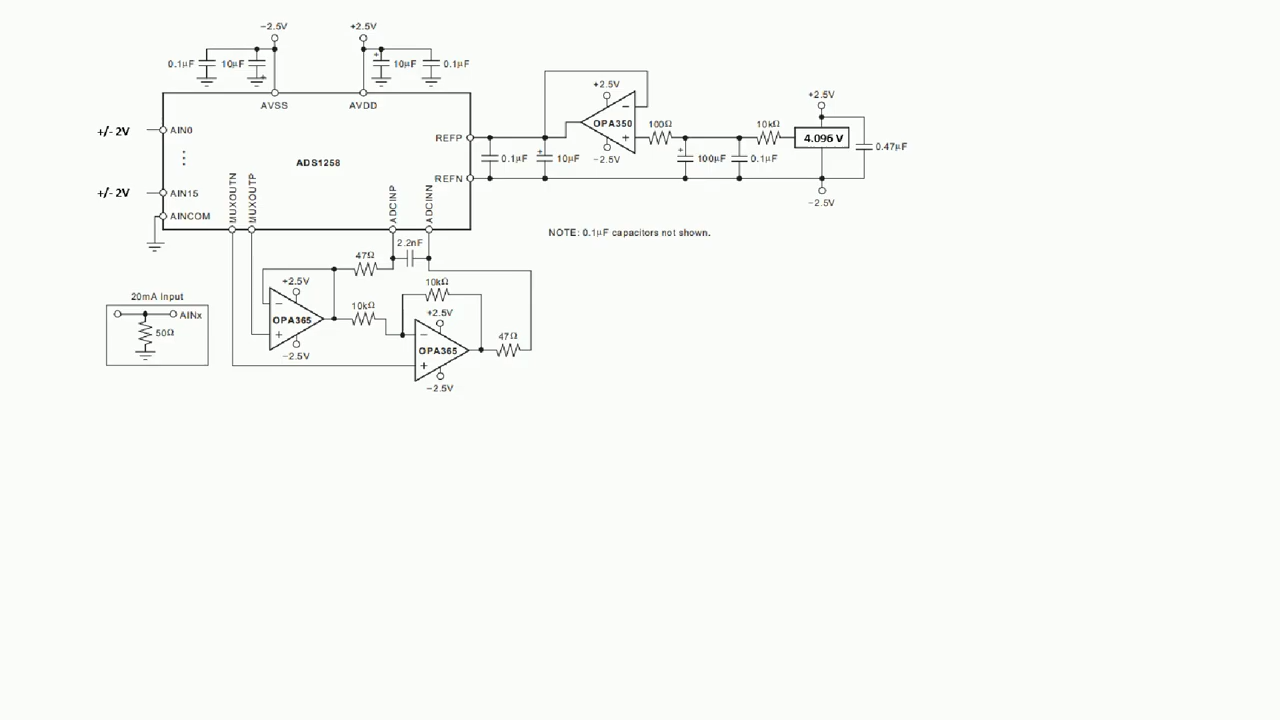 −2.5V
+2.5V
0.1µF
10µF
+
+
10µF
0.1µF
AVSS
AVDD
+/- 2V
AIN0
ADS1258
+/- 2V
AIN15
AINCOM
MUXOUTN
MUXOUTP
ADCINP
ADCINN
REFP
REFN
0.1µF
+
10µF
+2.5V
OPA350
−
+
−2.5V
100Ω
+
100µF
0.1µF
10kΩ
+2.5V
4.096 V
0.47µF
−2.5V
NOTE: 0.1µF capacitors not shown.
2.2nF
47Ω
+2.5V
−
OPA365
+
−2.5V
10kΩ
10kΩ
+2.5V
−
OPA365
+
−2.5V
47Ω
20mA Input
AINx
50Ω